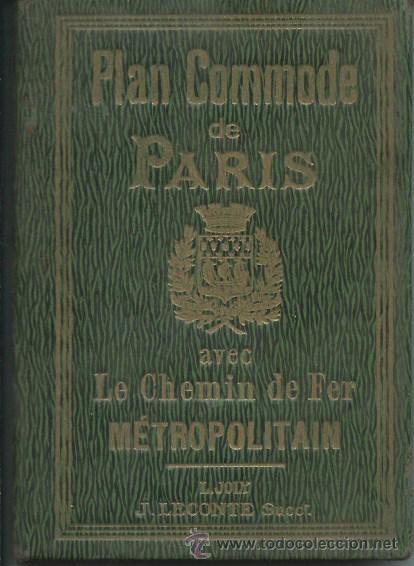 Plan Commode
de
PARIS
avec
Le Chemin de Fer
MÉTROPOLITAIN
L. JOLY
J. LECONTE Succr.
© www.todocoleccion.net